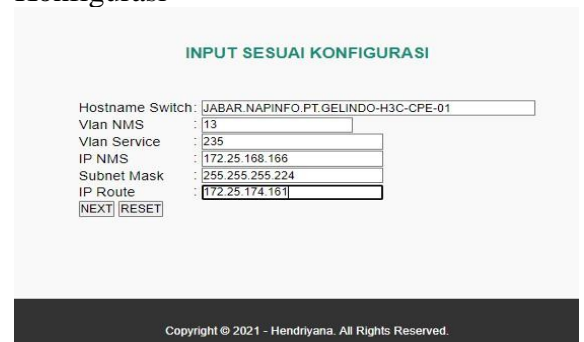 Konfigurasi
INPUT SESUAI KONFIGURASI
Hostname Switch: JABAR.NAPINFO.PT.GELINDO-H3C-CPE-01
Vlan NMS : 13
Vlan Service : 235
IP NMS : 172.25.168.166
Subnet Mask : 255.255.255.224
IP Route : 172.25.174.161
NEXT RESET
Copyright © 2021 - Hendriyana. All Rights Reserved.